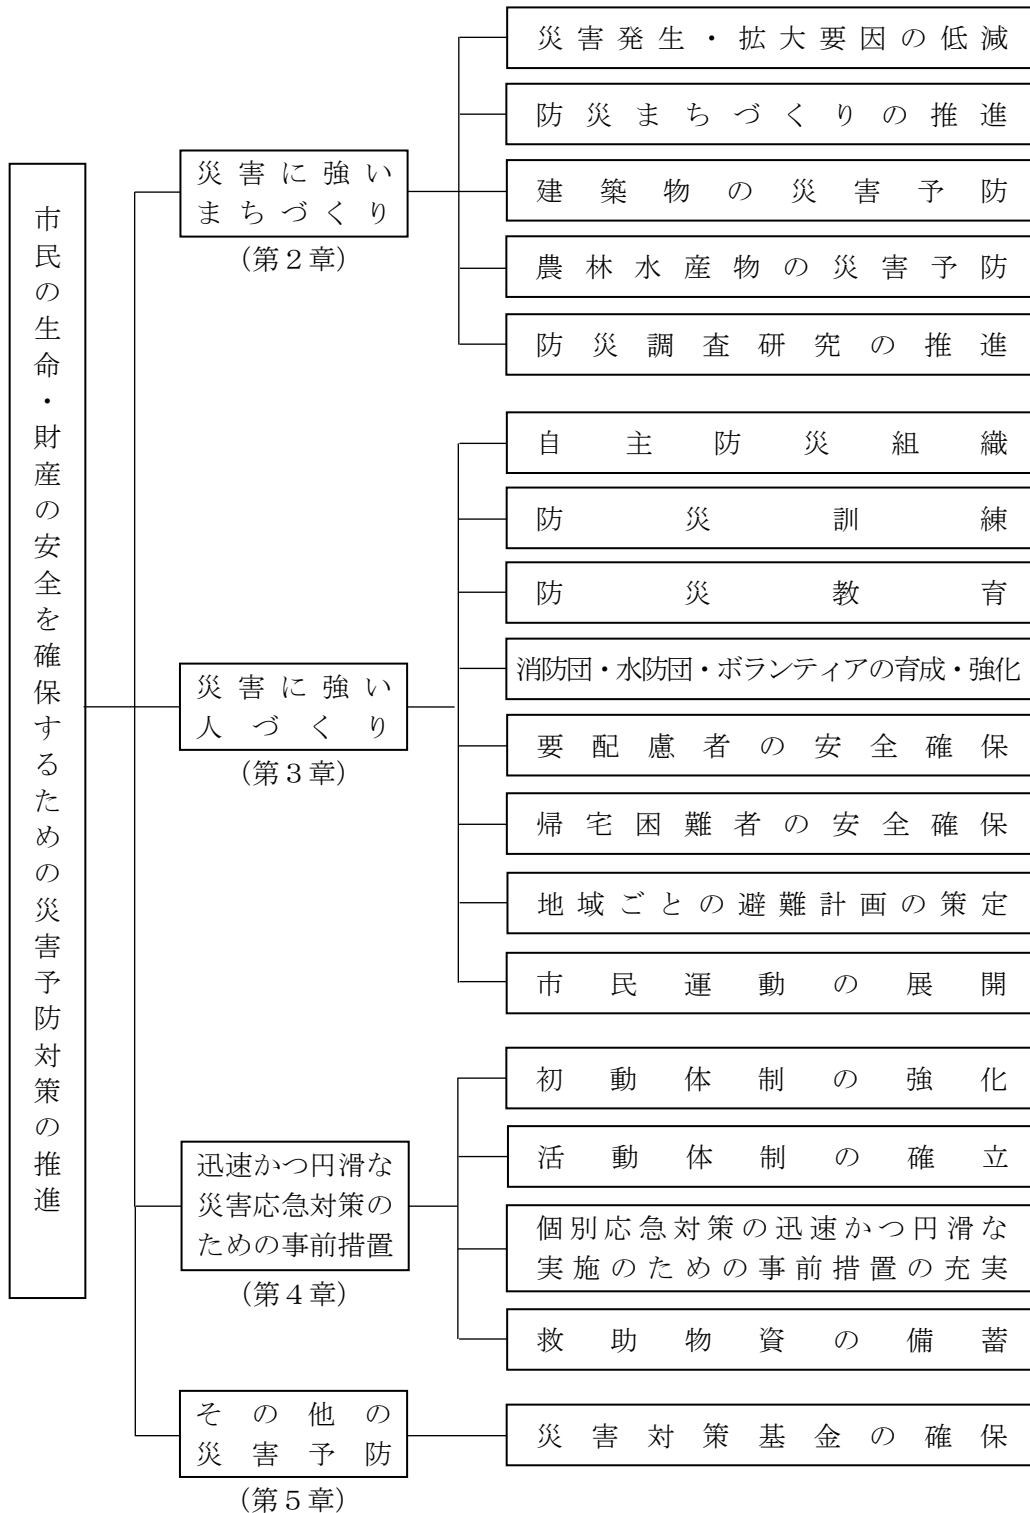 市民の生命・財産の安全を確保するための災害予防対策の推進
災害に強い
まちづくり
（第２章）
災害発生・拡大要因の低減
防災まちづくりの推進
建築物の災害予防
農林水産物の災害予防
防災調査研究の推進
災害に強い
人づくり
（第３章）
自主防災組織
防災訓練
防災教育
消防団・水防団・ボランティアの育成・強化
要配慮者の安全確保
帰宅困難者の安全確保
地域ごとの避難計画の策定
市民運動の展開
迅速かつ円滑な
災害応急対策の
ための事前措置
（第４章）
初動体制の強化
活動体制の確立
個別応急対策の迅速かつ円滑な
実施のための事前措置の充実
救助物資の備蓄
その他の
災害予防
（第５章）
災害対策基金の確保